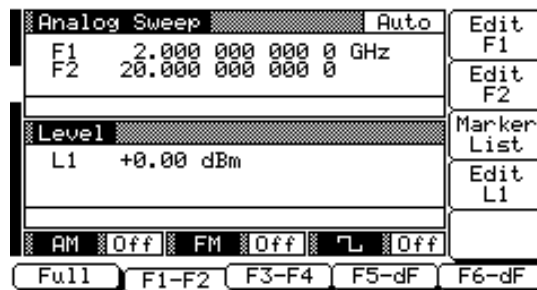 Analog Sweep Auto
F1 2.000 000 000 0 GHz
F2 20.000 000 000 0
Level
L1 +0.00 dBm
AM Off FM Off Off
Edit F1
Edit F2
Marker List
Edit L1
Full F1-F2 F3-F4 F5-dF F6-dF